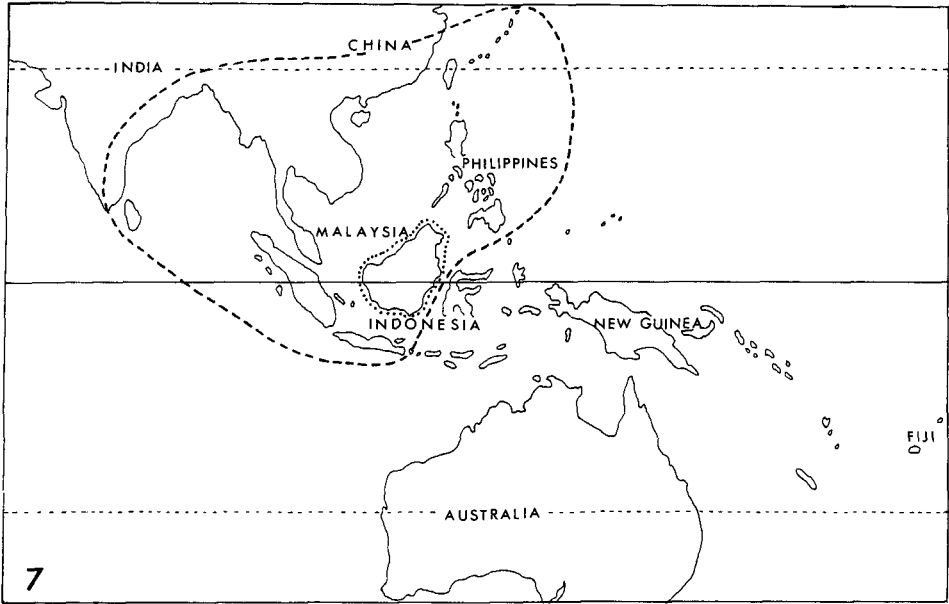 CHINA
INDIA
PHILIPPINES
MALAYSIA
INDONESIA
NEW GUINEA
FIJI
AUSTRALIA
7